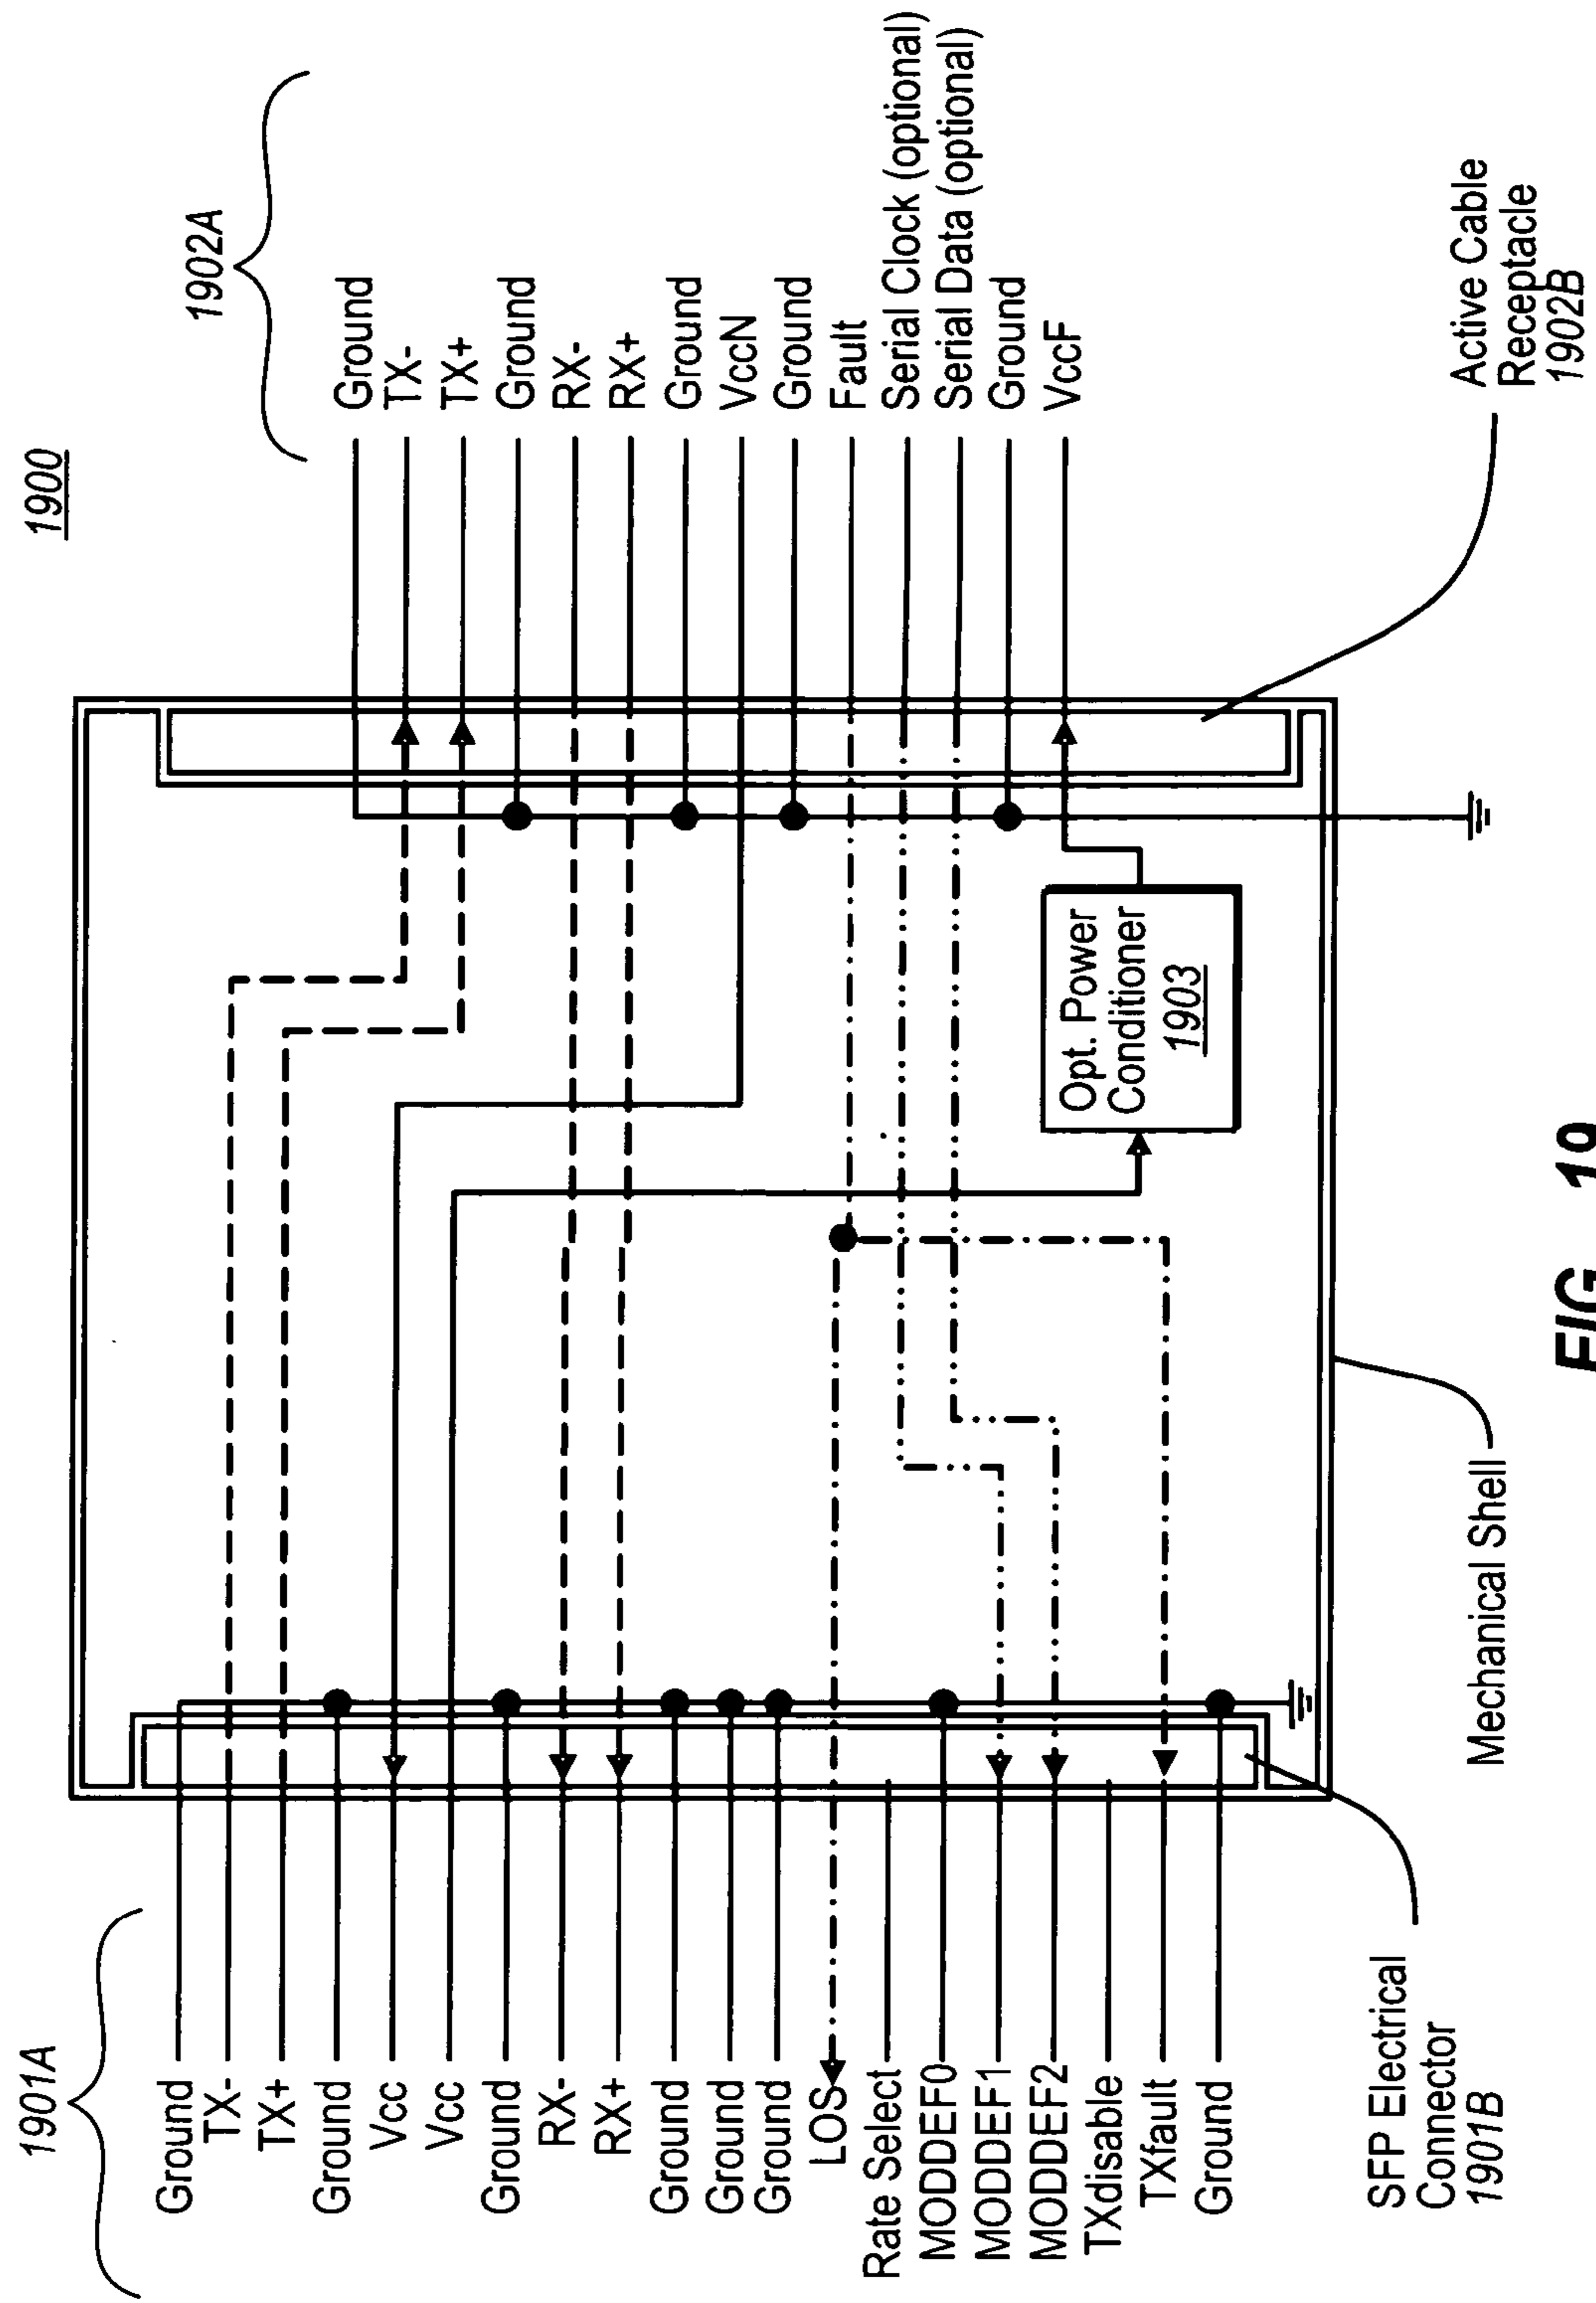 1900
1901A
1902A
Ground
TX-
TX+
Ground
Vcc
Vcc
Ground
RX-
RX+
Ground
Ground
Ground
LOS
Rate Select
MODDEF0
MODDEF1
MODDEF2
TXdisable
TXfault
Ground
Ground
TX-
TX+
Ground
RX-
RX+
Ground
VccN
Ground
Fault
Serial Clock (optional)
Serial Data (optional)
Ground
VccF
Opt. Power
Conditioner
1903
SFP Electrical
Connector
1901B
Mechanical Shell
Active Cable
Receptacle
1902B
FIG. 19